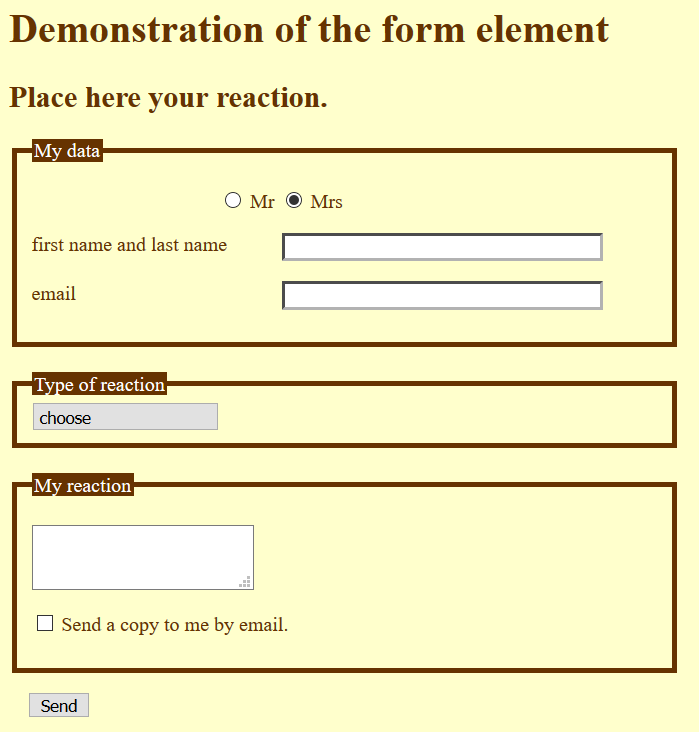 Demonstration of the form element
Place here your reaction.
My data
Mr Mrs
first name and last name
email
Type of reaction
choose
My reaction
Send a copy to me by email.
Send